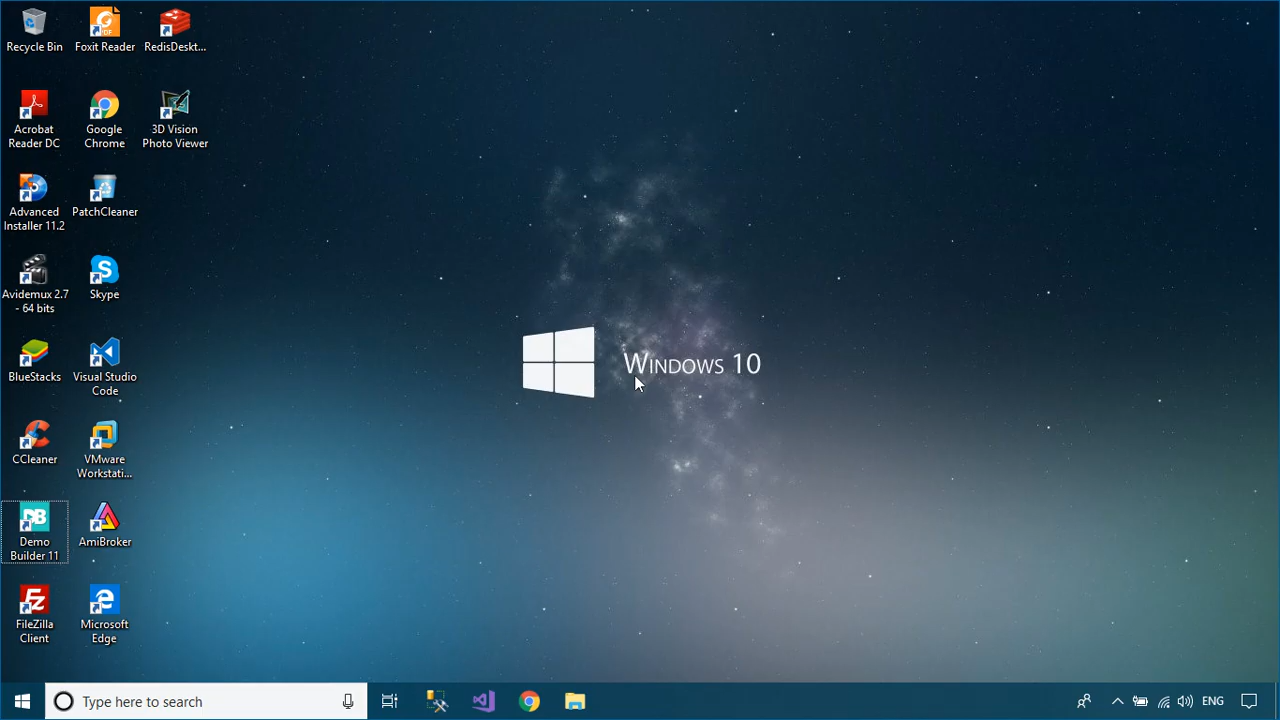 Recycle Bin
Foxit Reader
RedisDeskt...
Acrobat
Reader DC
Google
Chrome
3D Vision
Photo Viewer
Advanced
Installer 11.2
PatchCleaner
Avidemux 2.7
- 64 bits
Skype
BlueStacks
Visual Studio
Code
CCleaner
VMware
Workstati...
Demo
Builder 11
AmiBroker
FileZilla
Client
Microsoft
Edge
WINDOWS 10
Type here to search
ENG
PDF
DB